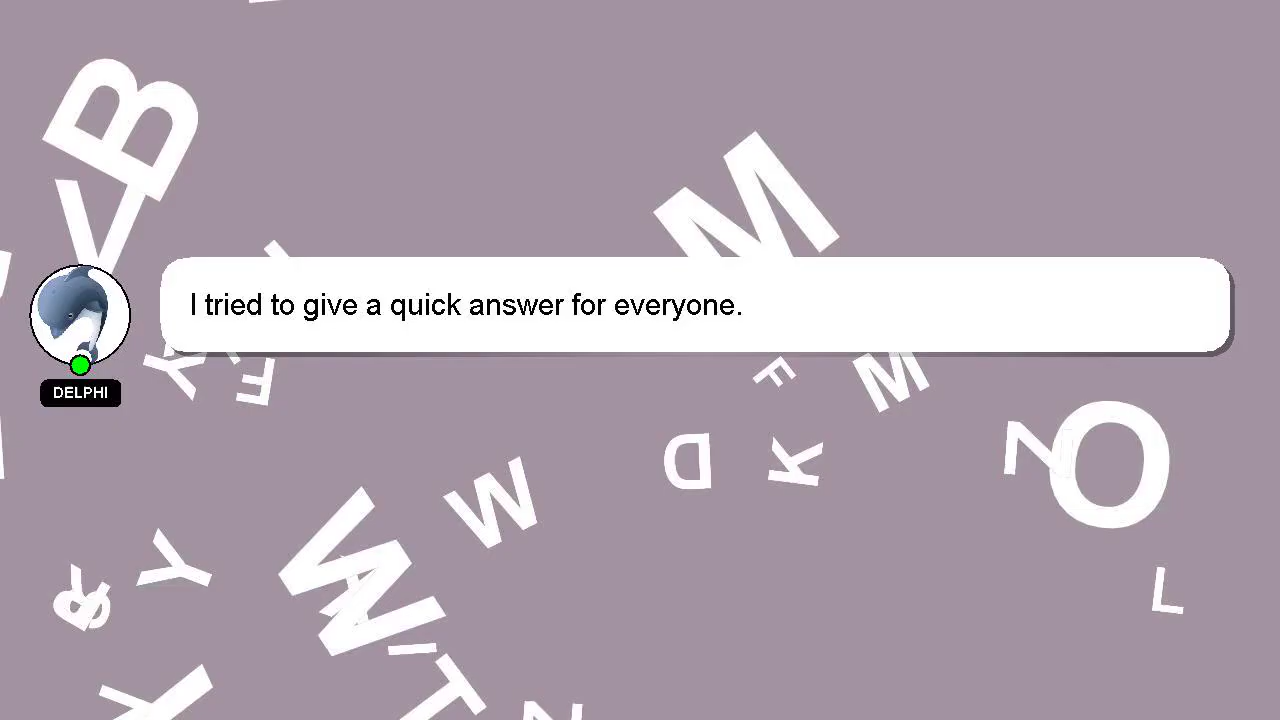 I tried to give a quick answer for everyone.
DELPHI
B
V
M
Y
E
F
M
D
K
Z
O
W
W
A
Y
R
L
I
T
Y
Z